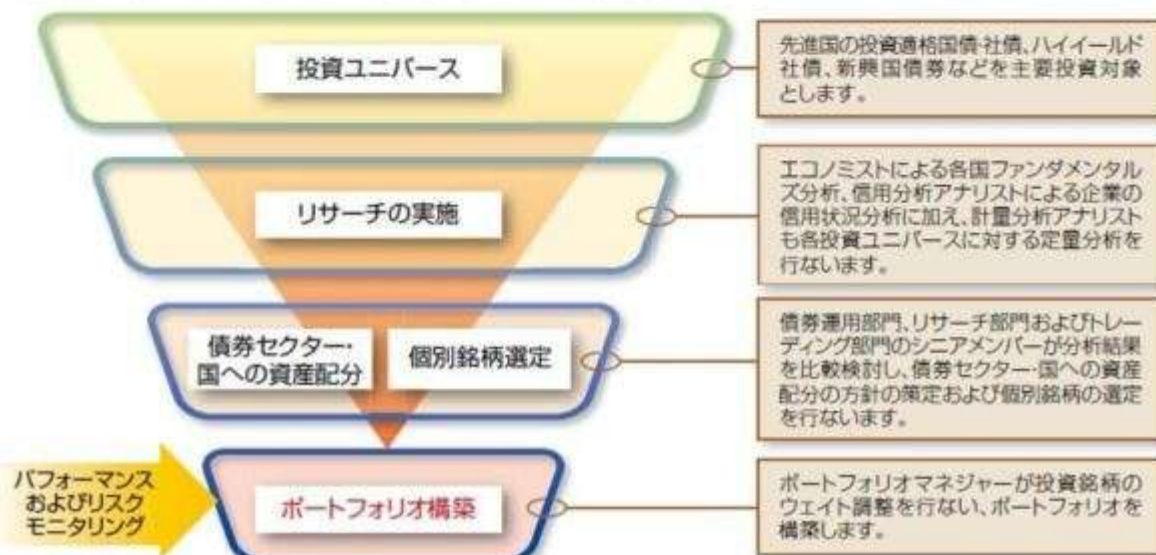 投資ユニバース
先進国の投資適格国債・社債、ハイイールド
社債、新興国債券などを主要投資対象
とします。
リサーチの実施
エコノミストによる各国ファンダメンタル
ズ分析、信用分析アナリストによる企業の
信用状況分析に加え、計量分析アナリスト
も各投資ユニバースに対する定量分析を
行ないます。
債券セクター・
国への資産配分
個別銘柄選定
債券運用部門、リサーチ部門およびトレー
ディング部門のシニアメンバーが分析結果
を比較検討し、債券セクター・国への資産
配分の方針の策定および個別銘柄の選定
を行ないます。
パフォーマンス
およびリスク
モニタリング
ポートフォリオ構築
ポートフォリオマネジャーが投資銘柄の
ウェイト調整を行ない、ポートフォリオを
構築します。